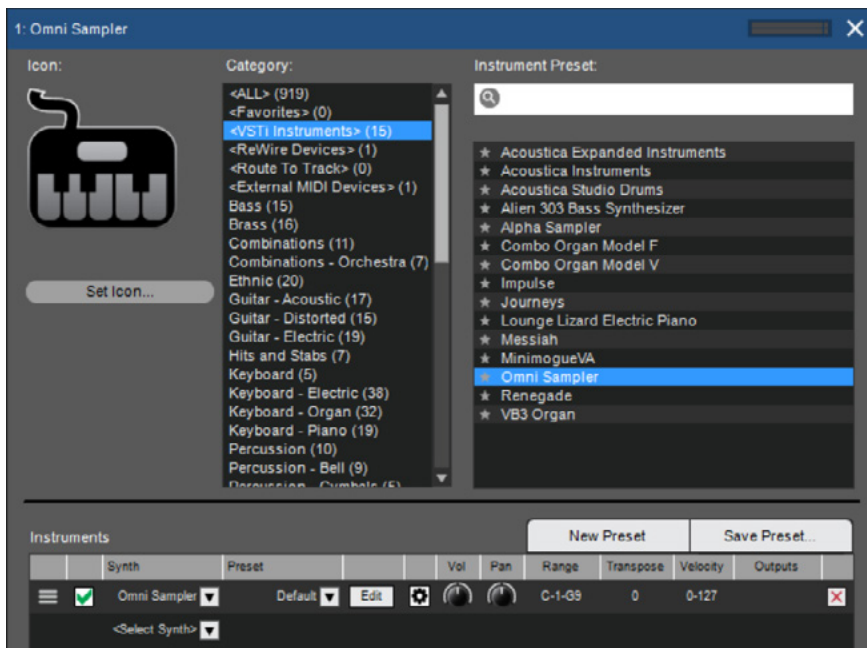 1: Omni Sampler
Icon:
Set Icon...
Category:
<ALL> (919)
<Favorites> (0)
<VSTi Instruments> (15)
<ReWire Devices> (1)
<Route To Track> (0)
<External MIDI Devices> (1)
Bass (15)
Brass (16)
Combinations (11)
Combinations - Orchestra (7)
Ethnic (20)
Guitar - Acoustic (17)
Guitar - Distorted (15)
Guitar - Electric (19)
Hits and Stabs (7)
Keyboard (5)
Keyboard - Electric (38)
Keyboard - Organ (32)
Keyboard - Piano (19)
Percussion (10)
Percussion - Bell (9)
Percussion - Cymbals (5)
Instrument Preset:
Acoustica Expanded Instruments
Acoustica Instruments
Acoustica Studio Drums
Alien 303 Bass Synthesizer
Alpha Sampler
Combo Organ Model F
Combo Organ Model V
Impulse
Journeys
Lounge Lizard Electric Piano
Messiah
MinimogueVA
Omni Sampler
Renegade
VB3 Organ
Instruments
New Preset Save Preset...
Synth Preset Vol Pan Range Transpose Velocity Outputs
Omni Sampler Default Edit C-1-G9 0 0-127
<Select Synth>